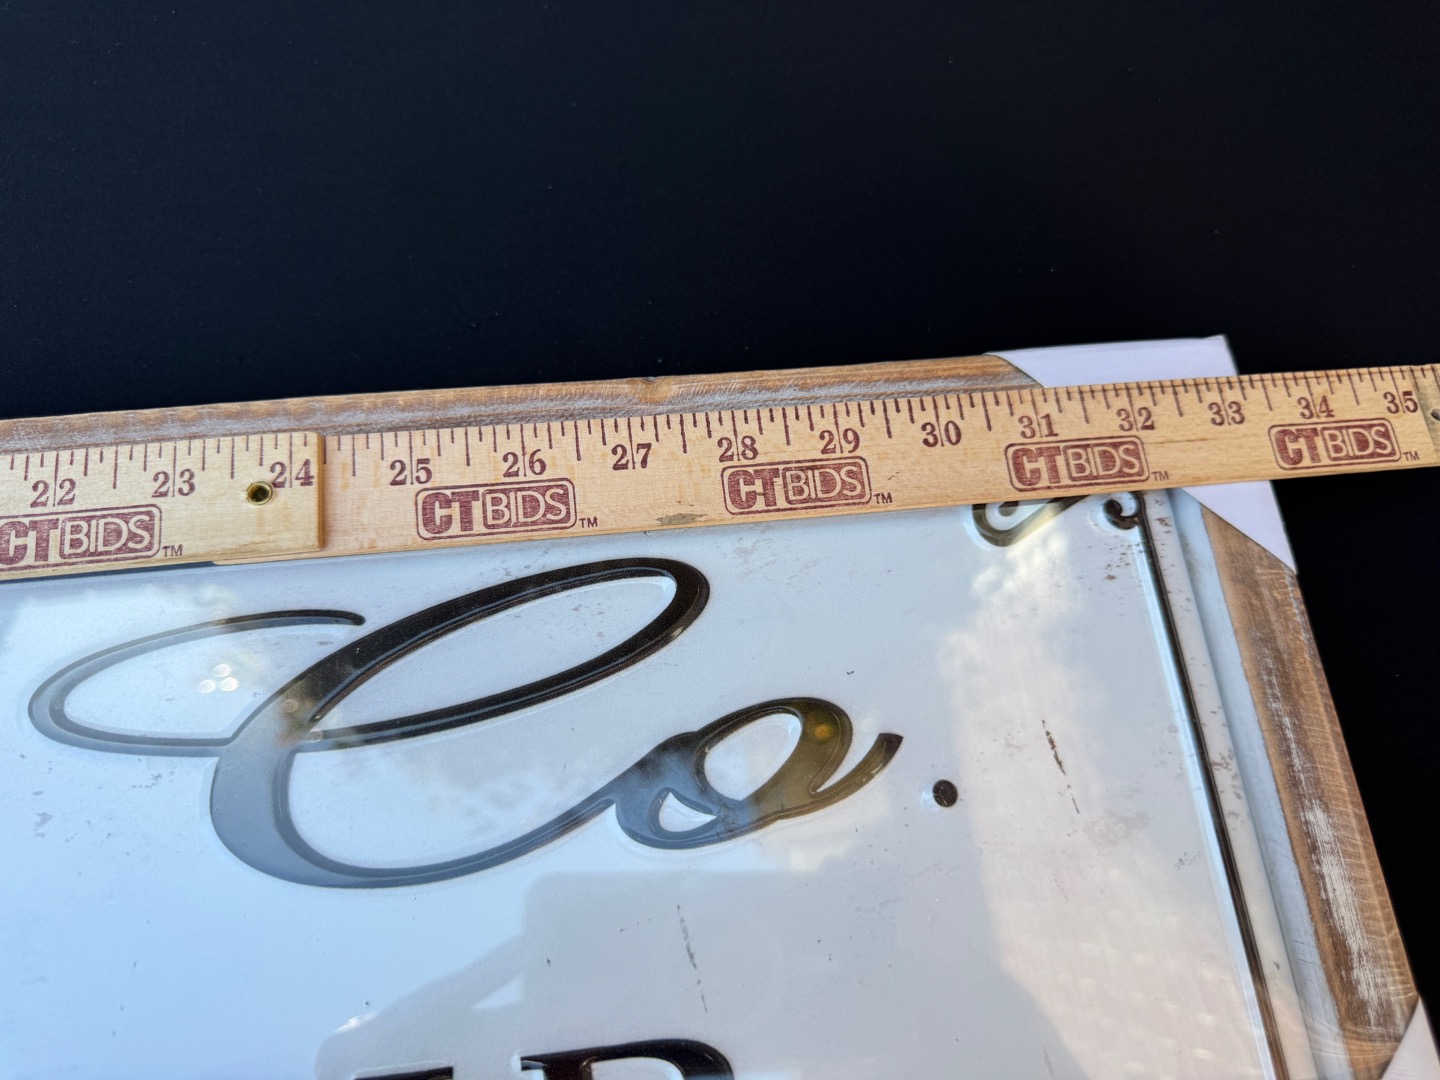 22 23 24 25 26 27 28 29 30 31 32 33 34 35
CTBIDS™ CTBIDS™ CTBIDS™ CTBIDS™ CTBIDS™
Co.